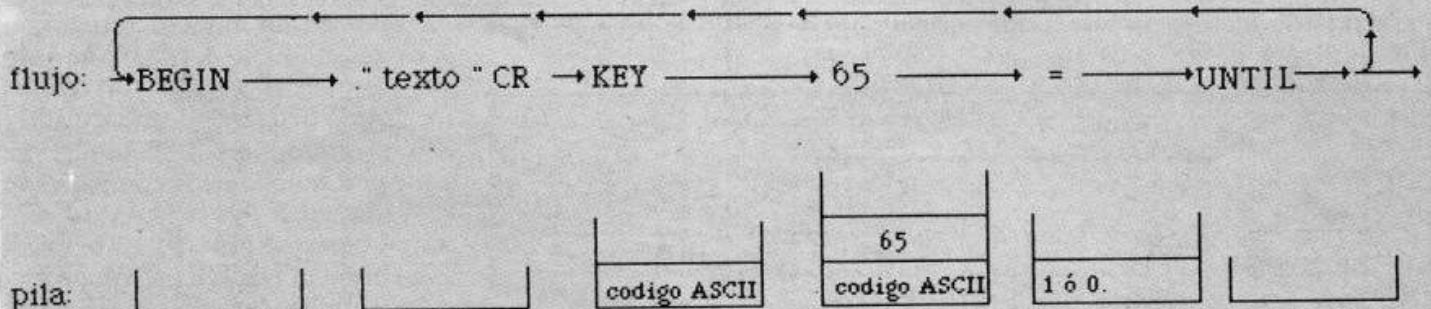 flujo: BEGIN ." texto " CR KEY 65 = UNTIL
65
codigo ASCII codigo ASCII 1 ó 0.
pila: